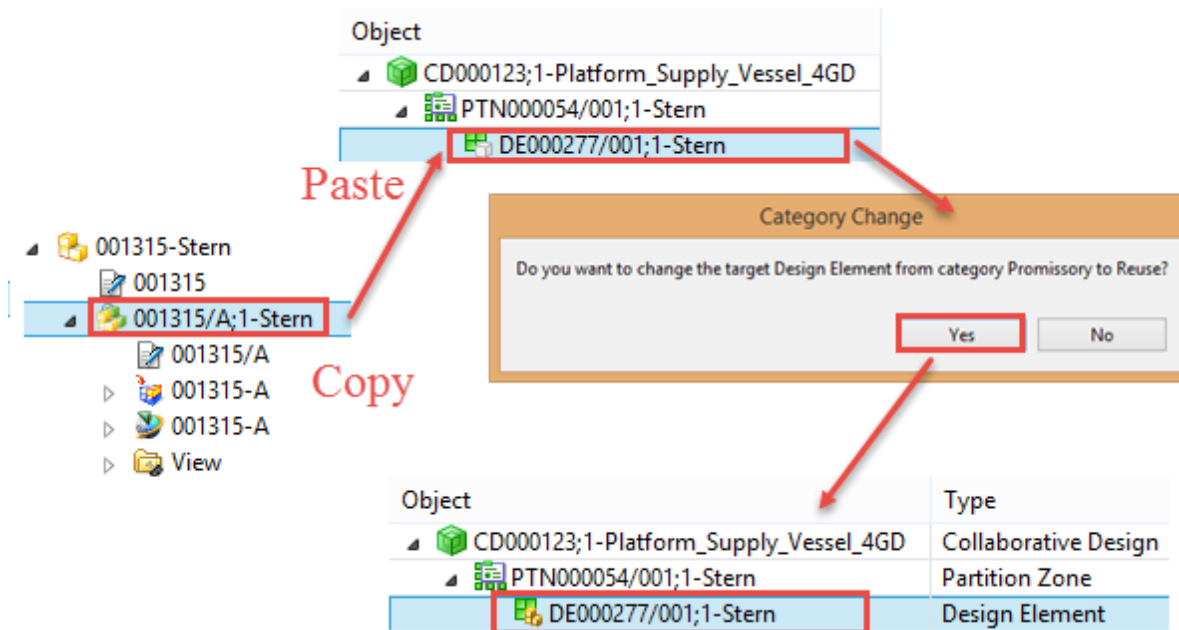 Object
CD000123;1-Platform_Supply_Vessel_4GD
PTN000054/001;1-Stern
DE000277/001;1-Stern
Paste
Category Change
Do you want to change the target Design Element from category Promissory to Reuse?
Yes No
001315-Stern
001315
001315/A;1-Stern
001315/A
001315-A
001315-A
View
Copy
Object Type
CD000123;1-Platform_Supply_Vessel_4GD Collaborative Design
PTN000054/001;1-Stern Partition Zone
DE000277/001;1-Stern Design Element